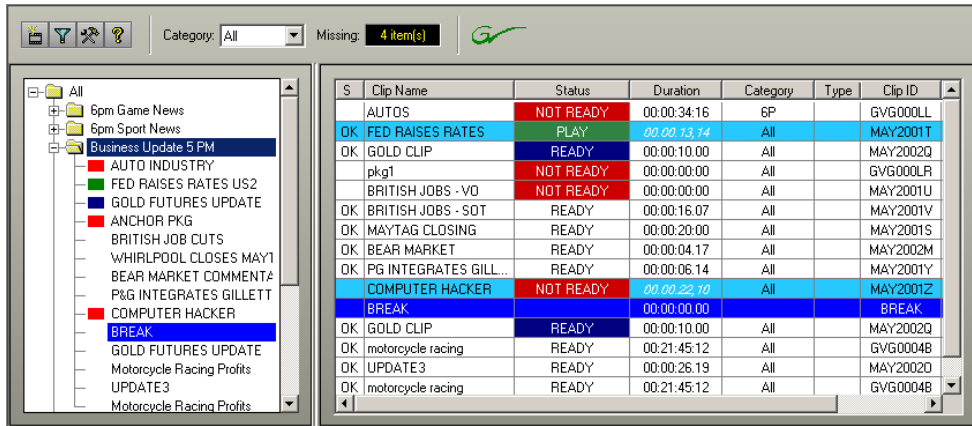 Category: All Missing: 4 item(s)
All
6pm Game News
6pm Sport News
Business Update 5 PM
AUTO INDUSTRY
FED RAISES RATES US2
GOLD FUTURES UPDATE
ANCHOR PKG
BRITISH JOB CUTS
WHIRLPOOL CLOSES MAYT
BEAR MARKET COMMENTA
P&G INTEGRATES GILLETT
COMPUTER HACKER
BREAK
GOLD FUTURES UPDATE
Motorcycle Racing Profits
UPDATE3
Motorcycle Racing Profits
S Clip Name Status Duration Category Type Clip ID
AUTOS NOT READY 00:00:34:16 6P GVG000LL
OK FED RAISES RATES PLAY 00.00.13,14 All MAY2001T
OK GOLD CLIP READY 00:00:10.00 All MAY2002Q
pkg1 NOT READY 00:00:00:00 All GVG000LR
BRITISH JOBS - VO NOT READY 00:00:00:00 All MAY2001U
OK BRITISH JOBS - SOT READY 00:00:16.07 All MAY2001V
OK MAYTAG CLOSING READY 00:00:20:00 All MAY2001S
OK BEAR MARKET READY 00:00:04.17 All MAY2002M
OK PG INTEGRATES GILL... READY 00:00:06.14 All MAY2001Y
COMPUTER HACKER NOT READY 00.00.22,10 All MAY2001Z
BREAK 00:00:00.00 BREAK
OK GOLD CLIP READY 00:00:10.00 All MAY2002Q
OK motorcycle racing READY 00:21:45:12 All GVG0004B
OK UPDATE3 READY 00:00:26.19 All MAY2002O
OK motorcycle racing READY 00:21:45:12 All GVG0004B